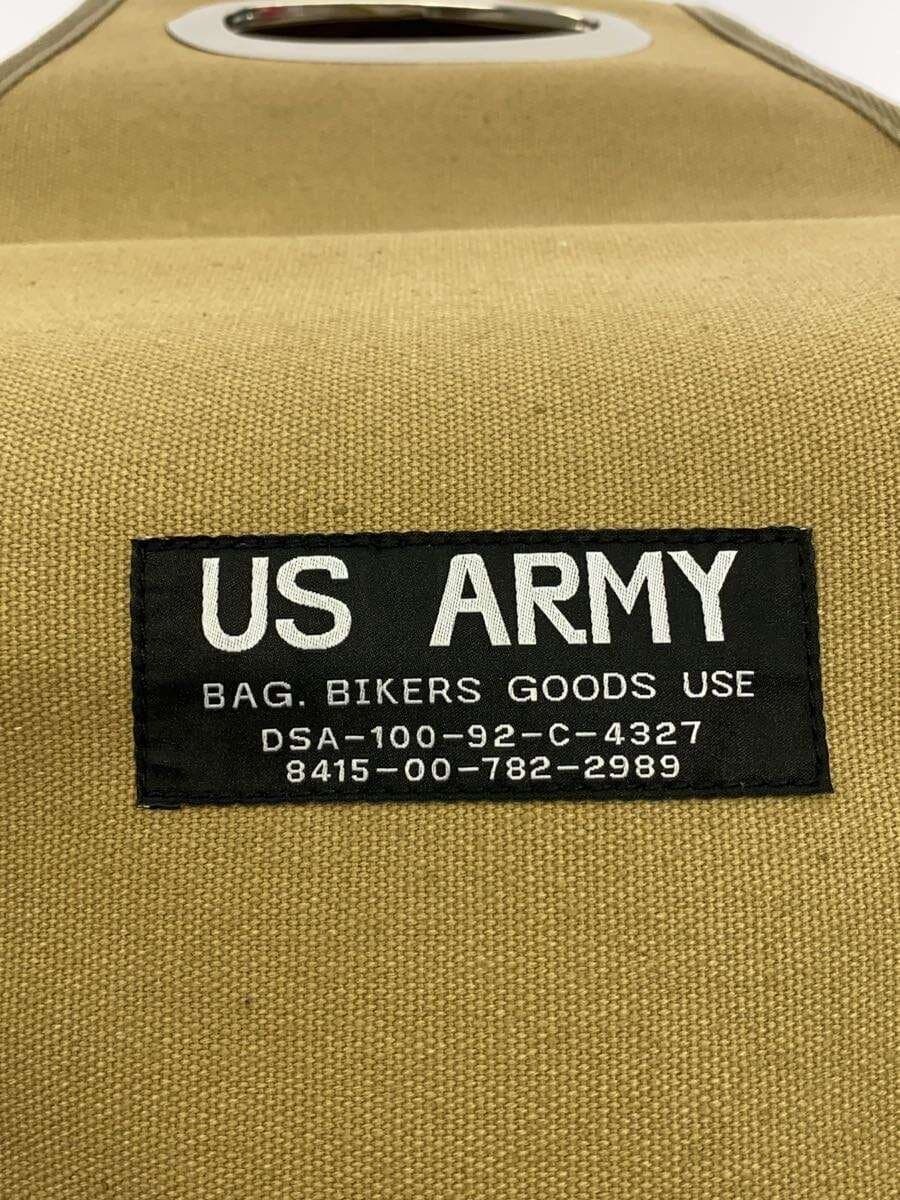 US ARMY
BAG. BIKERS GOODS USE
DSA-100-92-C-4327
8415-00-782-2989